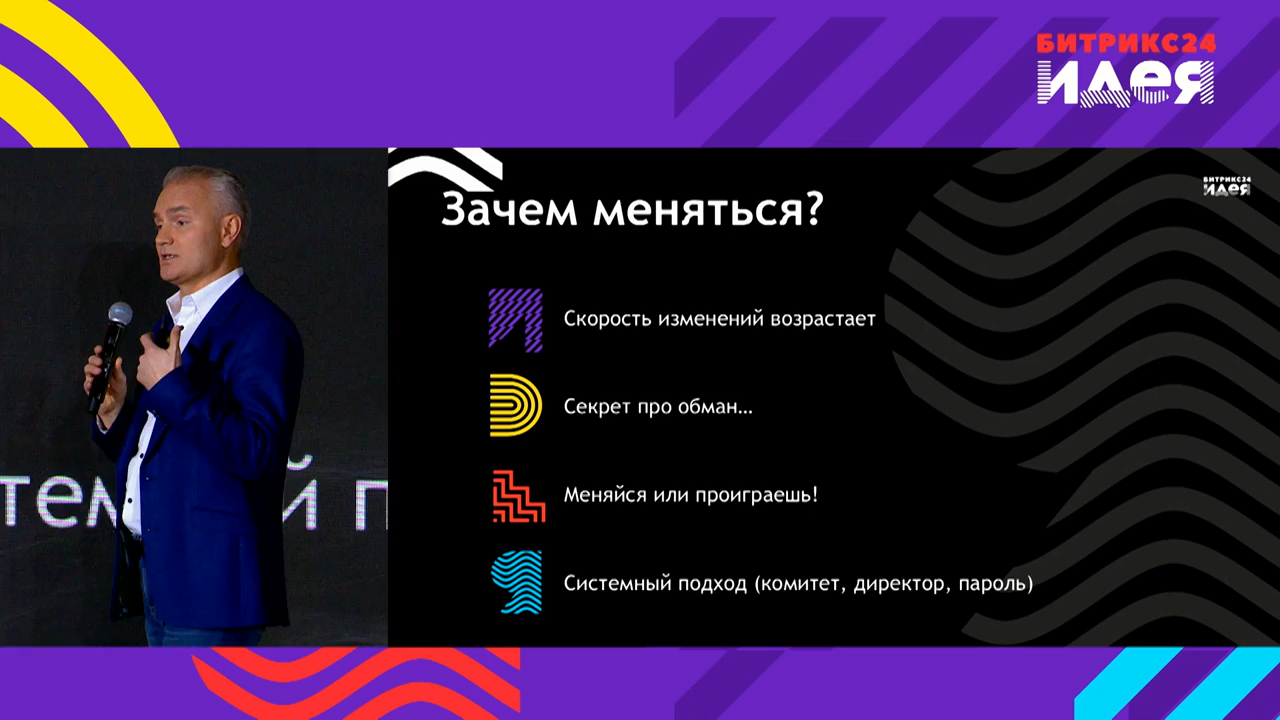 БИТРИКС24
идея
Зачем меняться?
БИТРИКС24
идея
Скорость изменений возрастает
Секрет про обман...
Меняйся или проиграешь!
Системный подход (комитет, директор, пароль)